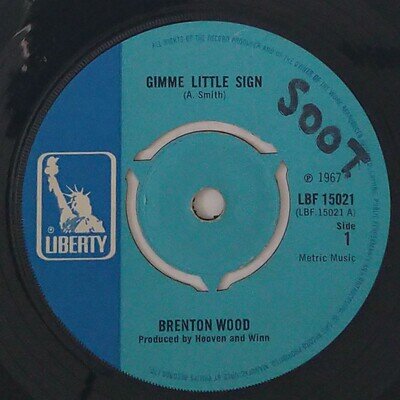 GIMME LITTLE SIGN
(A. Smith)
SOOT
℗ 1967
LBF 15021
(LBF 15021 A)
Side
1
Metric Music
® LIBERTY
BRENTON WOOD
Produced by Hooven and Winn